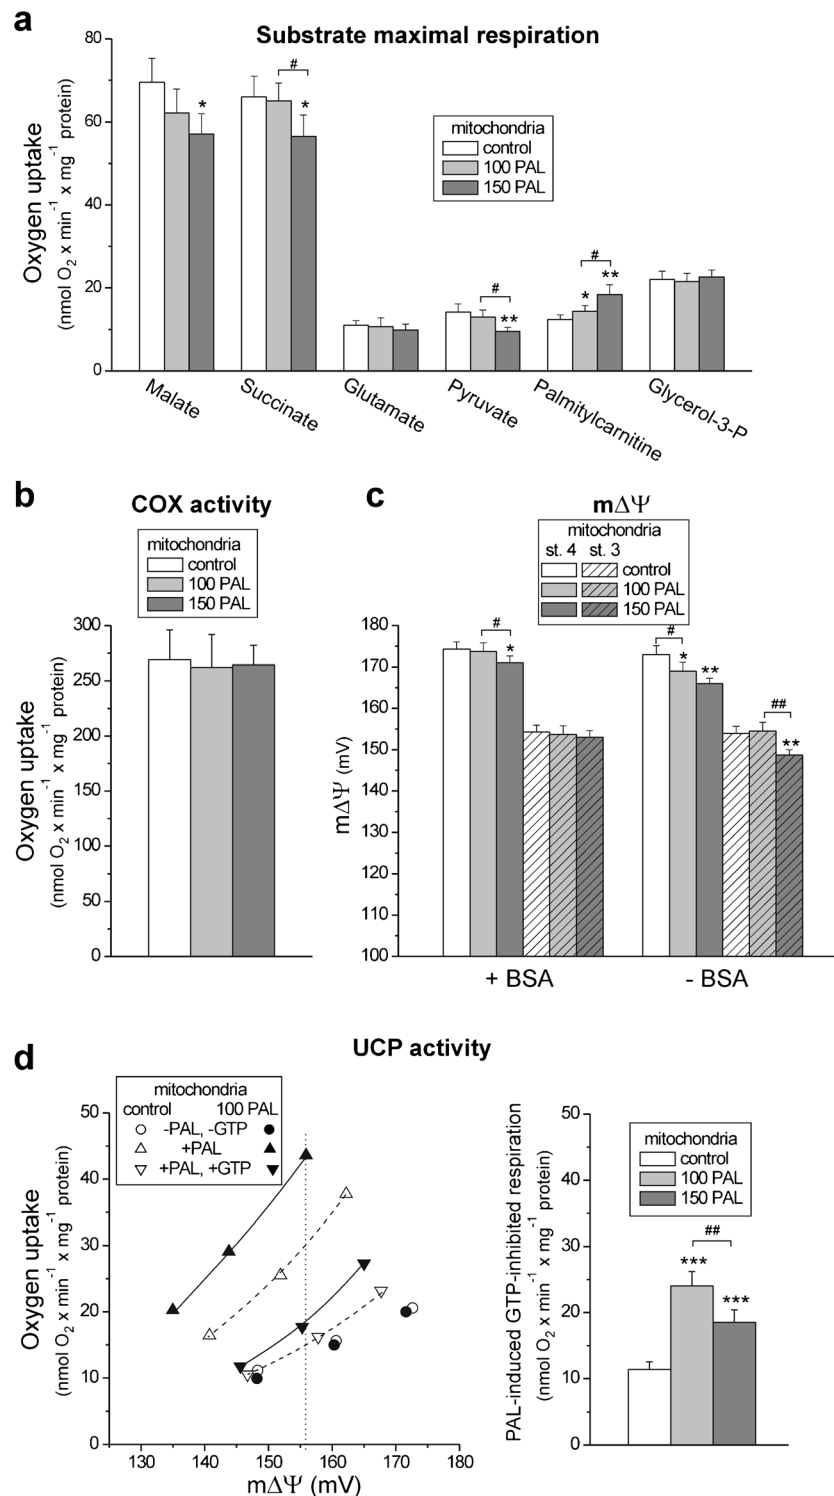 a
Substrate maximal respiration
Oxygen uptake
(nmol O2 x min-1 x mg-1 protein)
80
60
40
20
0
mitochondria
control
100 PAL
150 PAL
*
#
*
#
**
#
*
**
Malate
Succinate
Glutamate
Pyruvate
Palmitylcarnitine
Glycerol-3-P
b
COX activity
mitochondria
control
100 PAL
150 PAL
Oxygen uptake
(nmol O2 x min-1 x mg-1 protein)
300
250
200
150
100
50
0
c
mΔΨ
mitochondria
st. 4 st. 3
control
100 PAL
150 PAL
mΔΨ (mV)
180
170
160
150
140
130
120
110
100
#
*
#
*
**
##
**
+ BSA
- BSA
d
UCP activity
mitochondria
control 100 PAL
-PAL, -GTP
+PAL
+PAL, +GTP
Oxygen uptake
(nmol O2 x min-1 x mg-1 protein)
50
40
30
20
10
0
130
140
150
160
170
180
mΔΨ (mV)
PAL-induced GTP-inhibited respiration
(nmol O2 x min-1 x mg-1 protein)
50
40
30
20
10
0
mitochondria
control
100 PAL
150 PAL
##
***
***